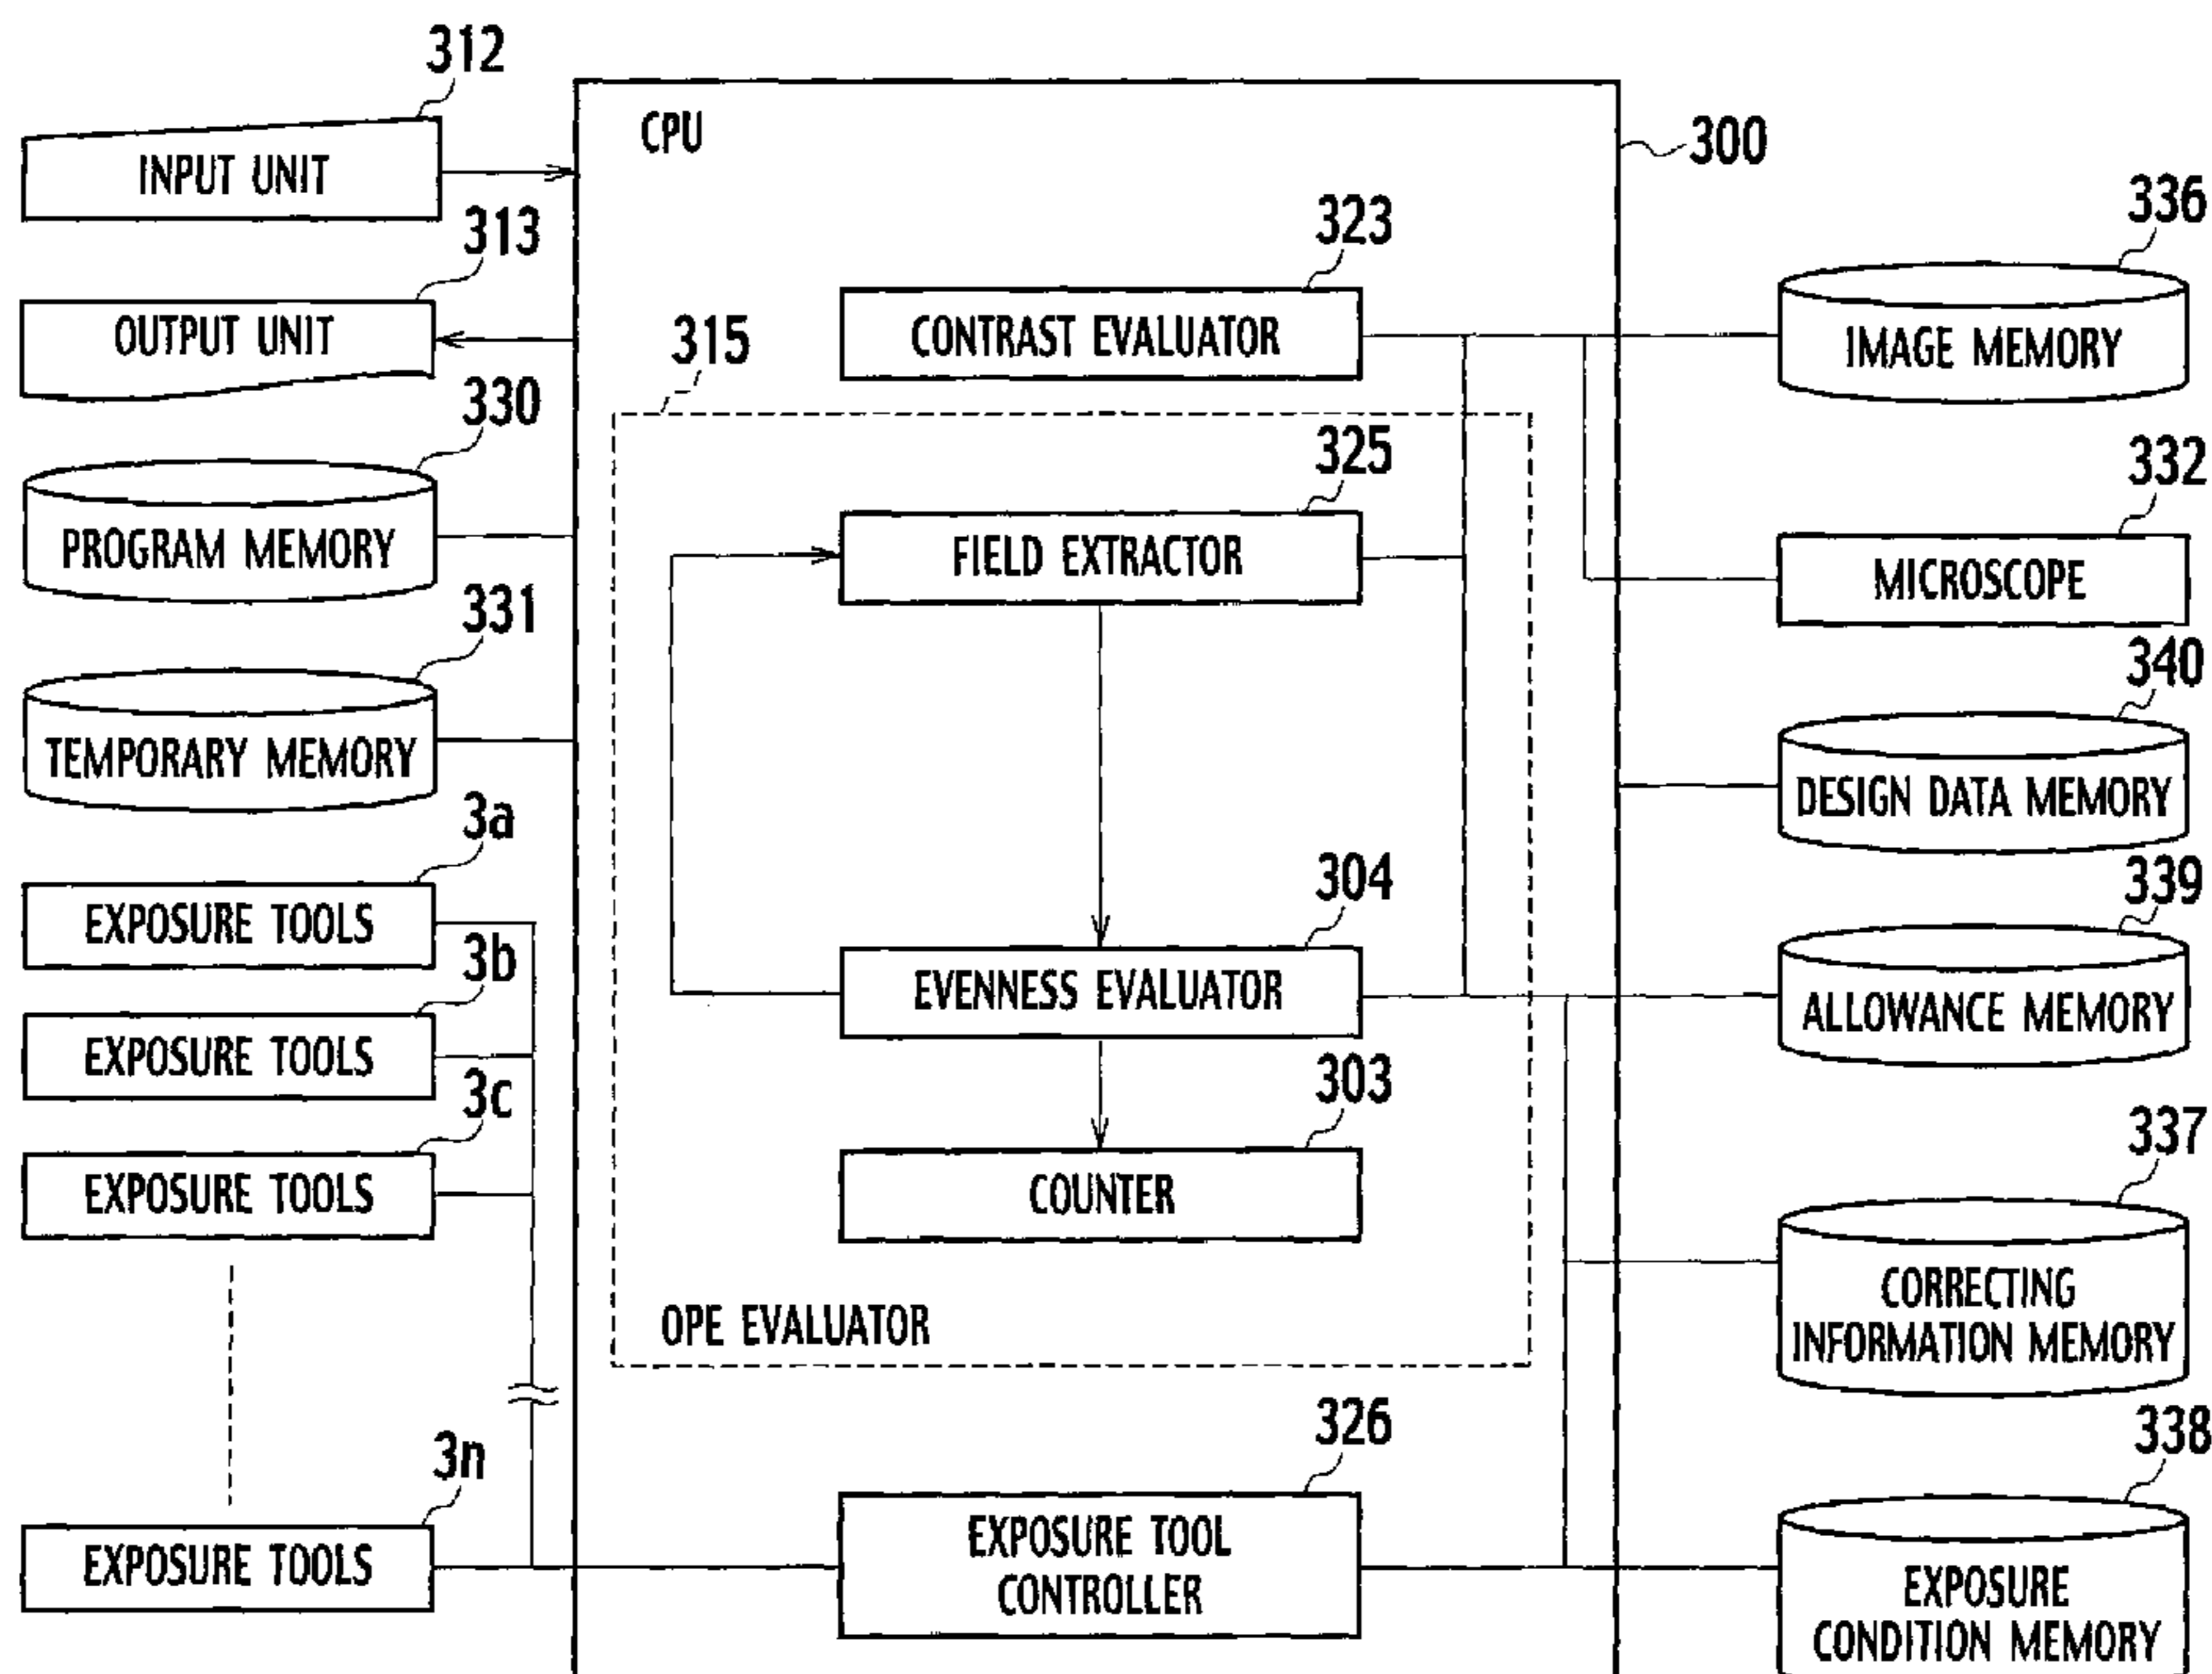 312
INPUT UNIT
313
OUTPUT UNIT
330
PROGRAM MEMORY
331
TEMPORARY MEMORY
3a
EXPOSURE TOOLS
3b
EXPOSURE TOOLS
3c
EXPOSURE TOOLS
3n
EXPOSURE TOOLS
CPU
300
323
CONTRAST EVALUATOR
315
325
FIELD EXTRACTOR
304
EVENNESS EVALUATOR
303
COUNTER
OPE EVALUATOR
326
EXPOSURE TOOL
CONTROLLER
336
IMAGE MEMORY
332
MICROSCOPE
340
DESIGN DATA MEMORY
339
ALLOWANCE MEMORY
337
CORRECTING
INFORMATION MEMORY
338
EXPOSURE
CONDITION MEMORY